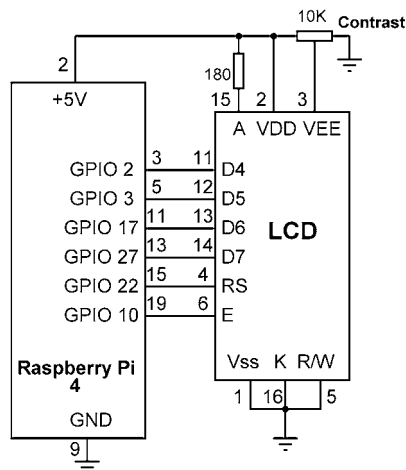 10K Contrast
2 180
+5V 15 2 3
A VDD VEE
GPIO 2 3 11 D4
GPIO 3 5 12 D5
GPIO 17 11 13 D6
LCD
GPIO 27 13 14 D7
GPIO 22 15 4 RS
GPIO 10 19 6 E
Raspberry Pi
4
Vss K R/W
1 16 5
GND
9